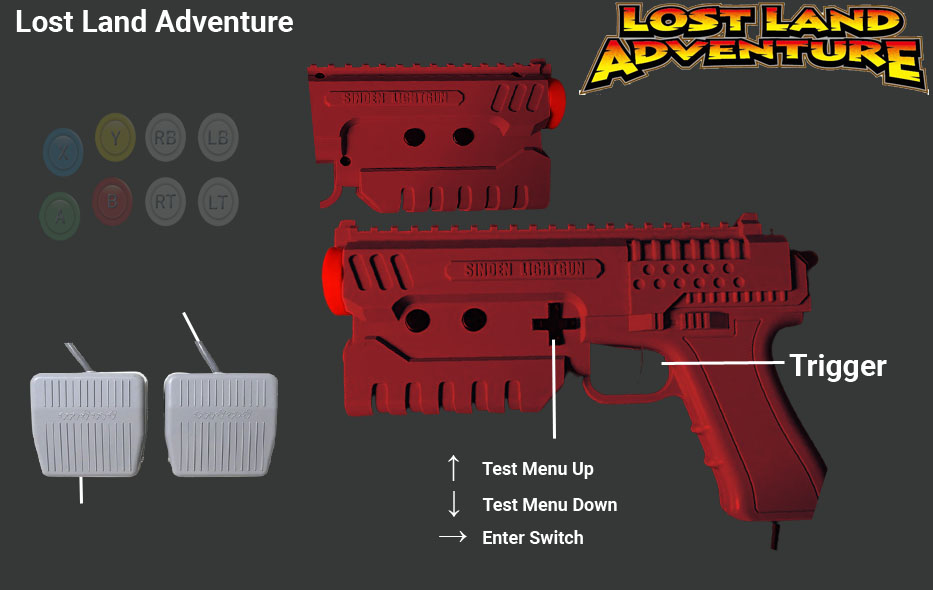 Lost Land Adventure
LOST LAND
ADVENTURE
SINDEN LIGHTGUN
X Y RB LB
A B RT LT
SINDEN LIGHTGUN
Trigger
↑ Test Menu Up
↓ Test Menu Down
→ Enter Switch